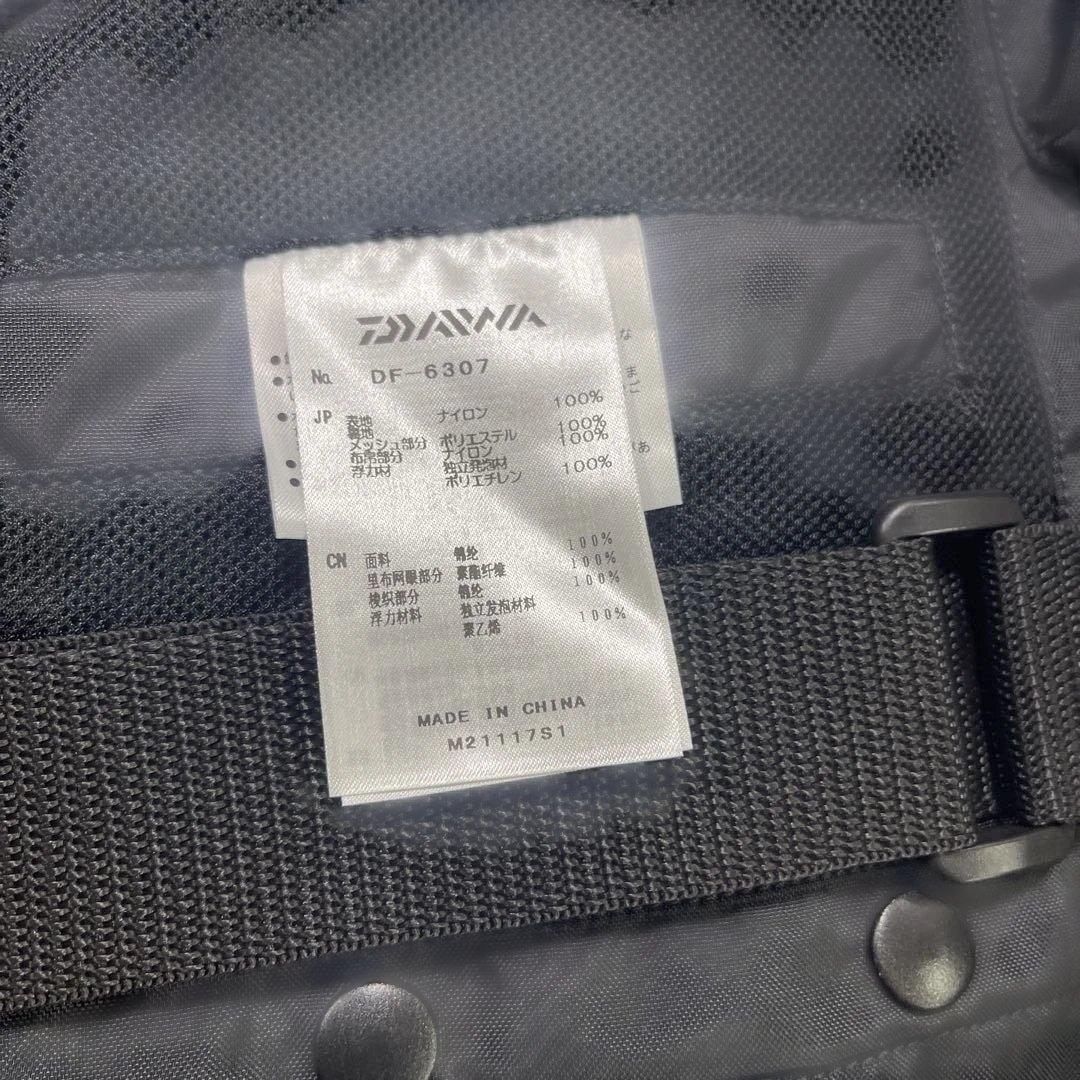 DAIWA
No. DF-6307
JP 表地 ナイロン 100%
裏地
メッシュ部分 ポリエステル 100%
布帛部分 ナイロン 100%
浮力材 独立発泡材
ポリエチレン 100%
CN 面料 锦纶 100%
里布网眼部分 聚酯纤维 100%
梭织部分 锦纶 100%
浮力材料 独立发泡材料
聚乙烯 100%
MADE IN CHINA
M21117S1
な
まご